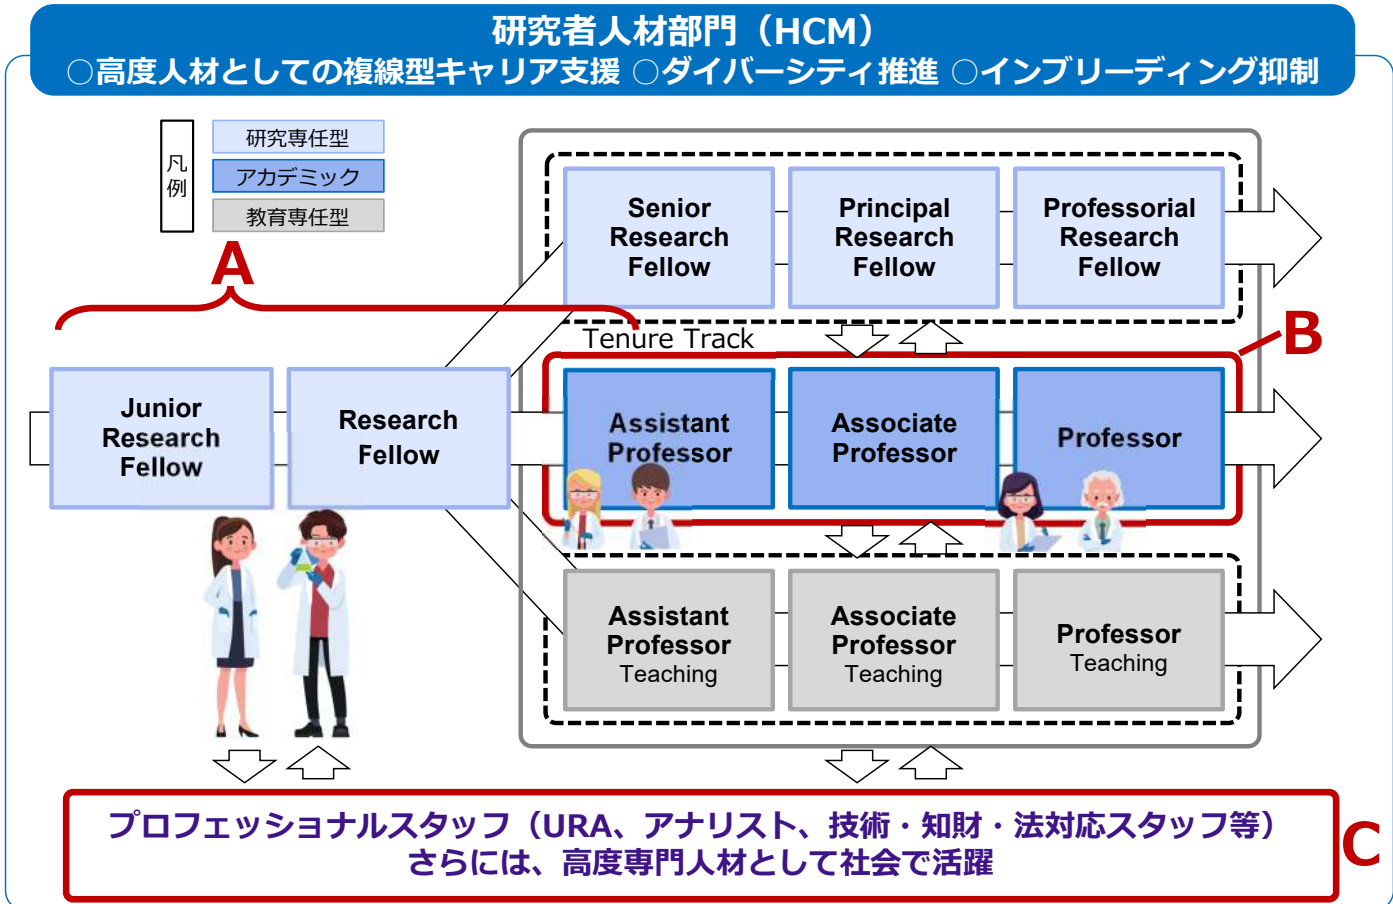 研究者人材部門（HCM）
○高度人材としての複線型キャリア支援 ○ダイバーシティ推進 ○インブリーディング抑制
凡例
研究専任型
アカデミック
教育専任型
A
Senior
Research
Fellow
Principal
Research
Fellow
Professorial
Research
Fellow
Tenure Track
B
Junior
Research
Fellow
Research
Fellow
Assistant
Professor
Associate
Professor
Professor
Assistant
Professor
Teaching
Associate
Professor
Teaching
Professor
Teaching
プロフェッショナルスタッフ（URA、アナリスト、技術・知財・法対応スタッフ等）
さらには、高度専門人材として社会で活躍
C